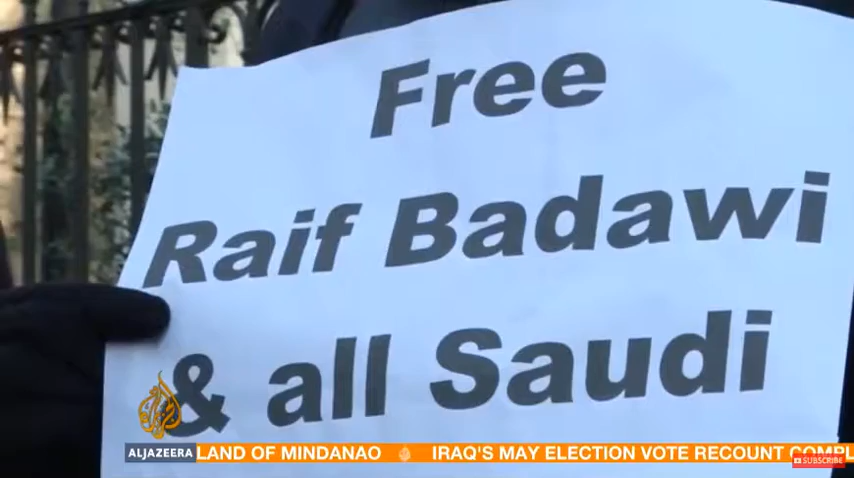 Free
Raif Badawi
& all Saudi
ALJAZEERA LAND OF MINDANAO IRAQ'S MAY ELECTION VOTE RECOUNT
SUBSCRIBE